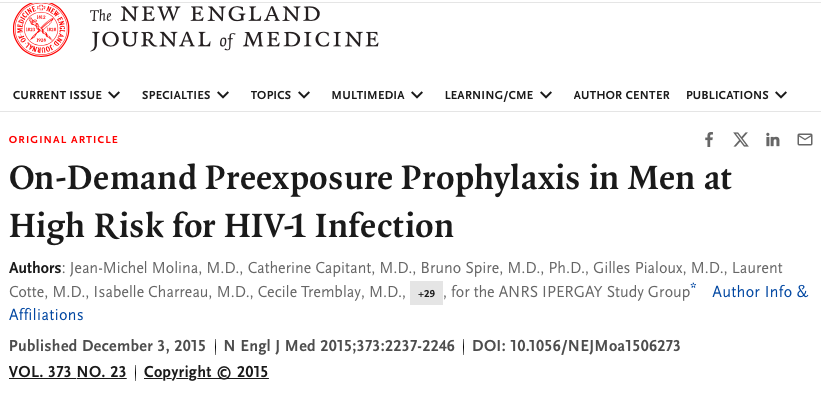 The NEW ENGLAND
JOURNAL of MEDICINE
CURRENT ISSUE SPECIALTIES TOPICS MULTIMEDIA LEARNING/CME AUTHOR CENTER PUBLICATIONS
ORIGINAL ARTICLE
On-Demand Preexposure Prophylaxis in Men at
High Risk for HIV-1 Infection
Authors: Jean-Michel Molina, M.D., Catherine Capitant, M.D., Bruno Spire, M.D., Ph.D., Gilles Pialoux, M.D., Laurent
Cotte, M.D., Isabelle Charreau, M.D., Cecile Tremblay, M.D., +29 , for the ANRS IPERGAY Study Group* Author Info &
Affiliations
Published December 3, 2015 | N Engl J Med 2015;373:2237-2246 | DOI: 10.1056/NEJMoa1506273
VOL. 373 NO. 23 | Copyright © 2015